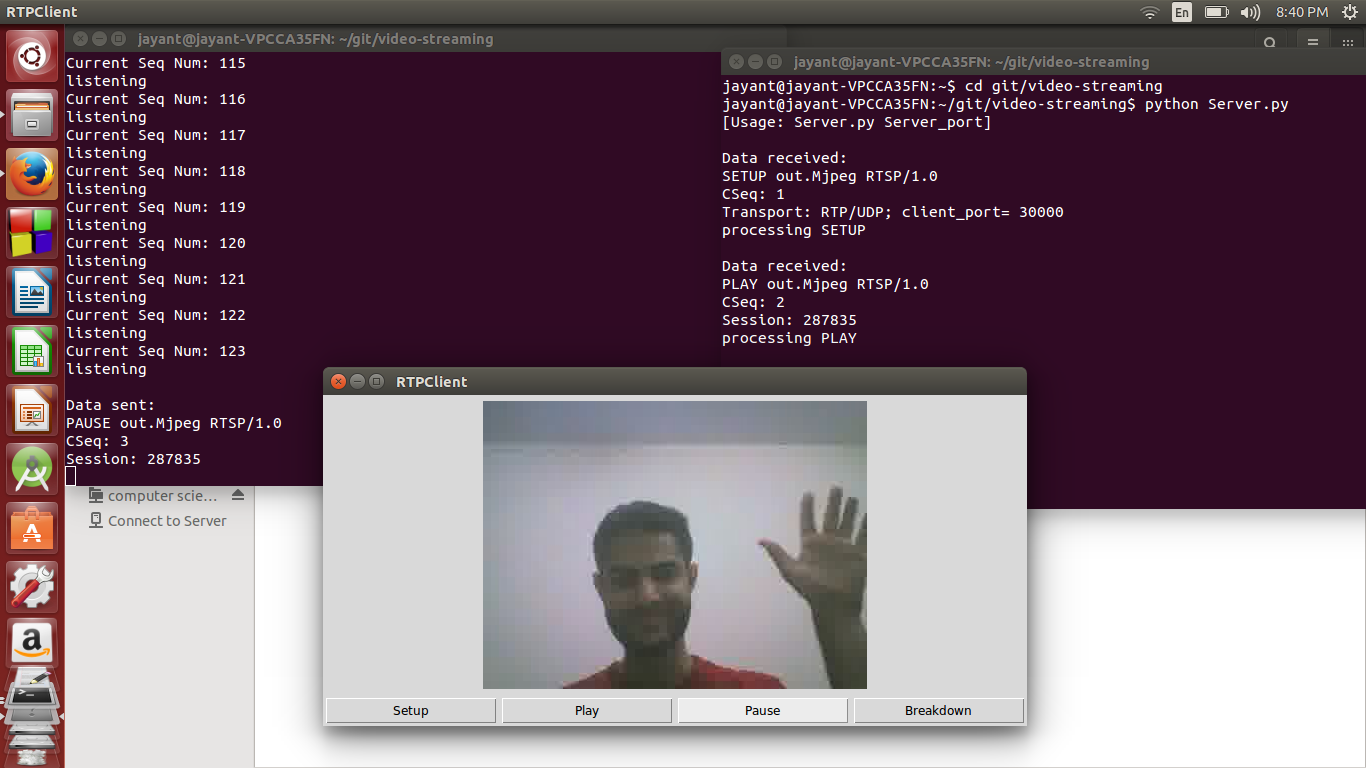 RTPClient
En
8:40 PM
jayant@jayant-VPCCA35FN: ~/git/video-streaming
Current Seq Num: 115
listening
Current Seq Num: 116
listening
Current Seq Num: 117
listening
Current Seq Num: 118
listening
Current Seq Num: 119
listening
Current Seq Num: 120
listening
Current Seq Num: 121
listening
Current Seq Num: 122
listening
Current Seq Num: 123
listening
Data sent:
PAUSE out.Mjpeg RTSP/1.0
CSeq: 3
Session: 287835
jayant@jayant-VPCCA35FN: ~/git/video-streaming
jayant@jayant-VPCCA35FN:~$ cd git/video-streaming
jayant@jayant-VPCCA35FN:~/git/video-streaming$ python Server.py
[Usage: Server.py Server_port]
Data received:
SETUP out.Mjpeg RTSP/1.0
CSeq: 1
Transport: RTP/UDP; client_port= 30000
processing SETUP
Data received:
PLAY out.Mjpeg RTSP/1.0
CSeq: 2
Session: 287835
processing PLAY
computer scie...
Connect to Server
RTPClient
Setup
Play
Pause
Breakdown